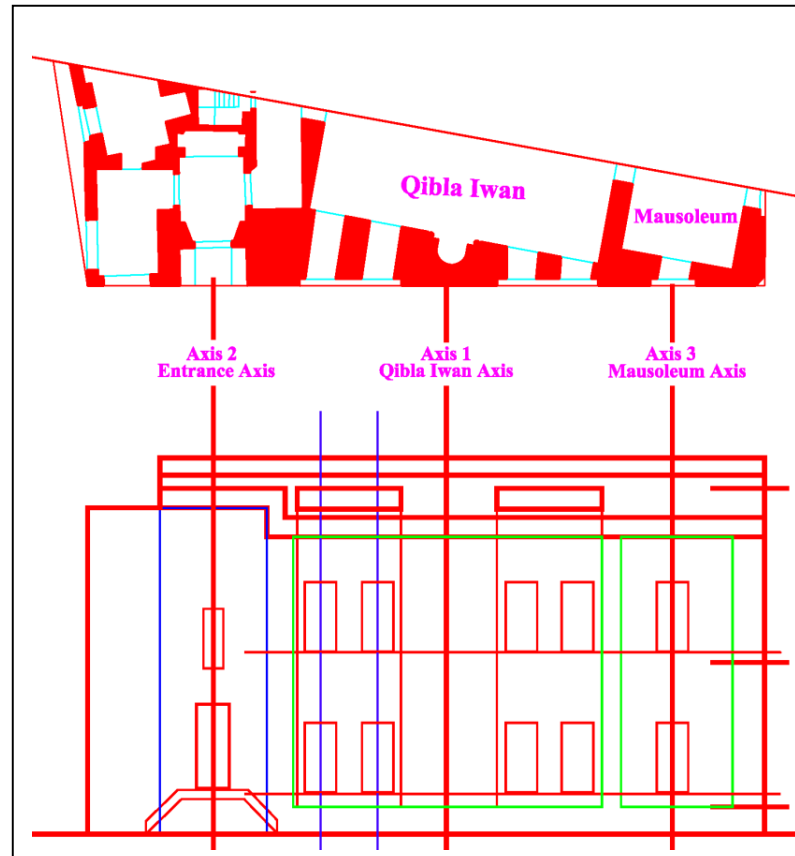 Qibla Iwan
Mausoleum
Axis 2
Entrance Axis
Axis 1
Qibla Iwan Axis
Axis 3
Mausoleum Axis